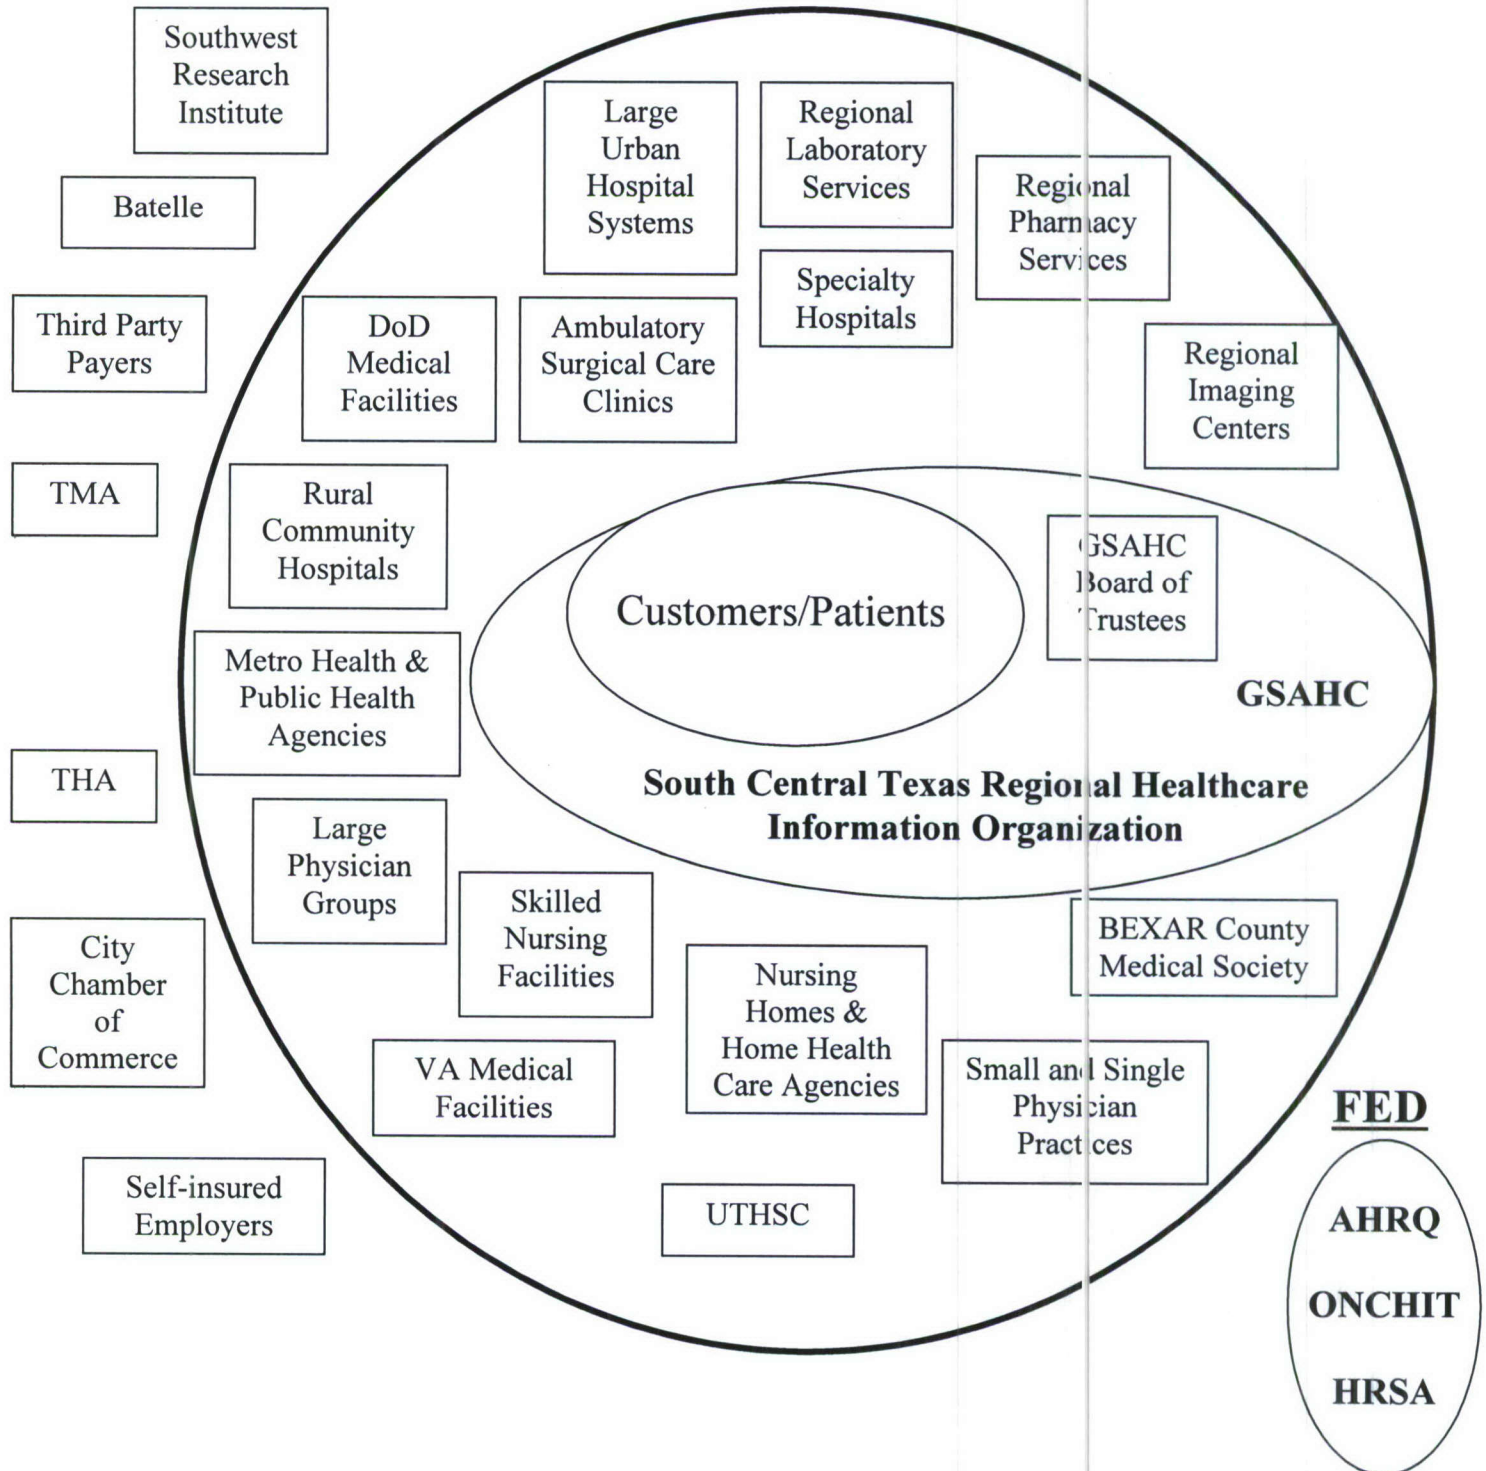 Southwest
Research
Institute
Batelle
Third Party
Payers
TMA
THA
City
Chamber
of
Commerce
Self-insured
Employers
Large
Urban
Hospital
Systems
Regional
Laboratory
Services
Regional
Pharmacy
Services
Specialty
Hospitals
DoD
Medical
Facilities
Ambulatory
Surgical Care
Clinics
Regional
Imaging
Centers
Rural
Community
Hospitals
Customers/Patients
GSAHC
Board of
Trustees
Metro Health &
Public Health
Agencies
GSAHC
South Central Texas Regional Healthcare
Information Organization
Large
Physician
Groups
Skilled
Nursing
Facilities
BEXAR County
Medical Society
Nursing
Homes &
Home Health
Care Agencies
VA Medical
Facilities
Small and Single
Physician
Practices
UTHSC
FED
AHRQ
ONCHIT
HRSA